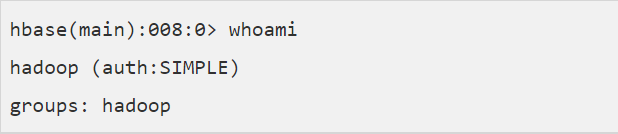 hbase(main):008:0> whoami
hadoop (auth:SIMPLE)
groups: hadoop